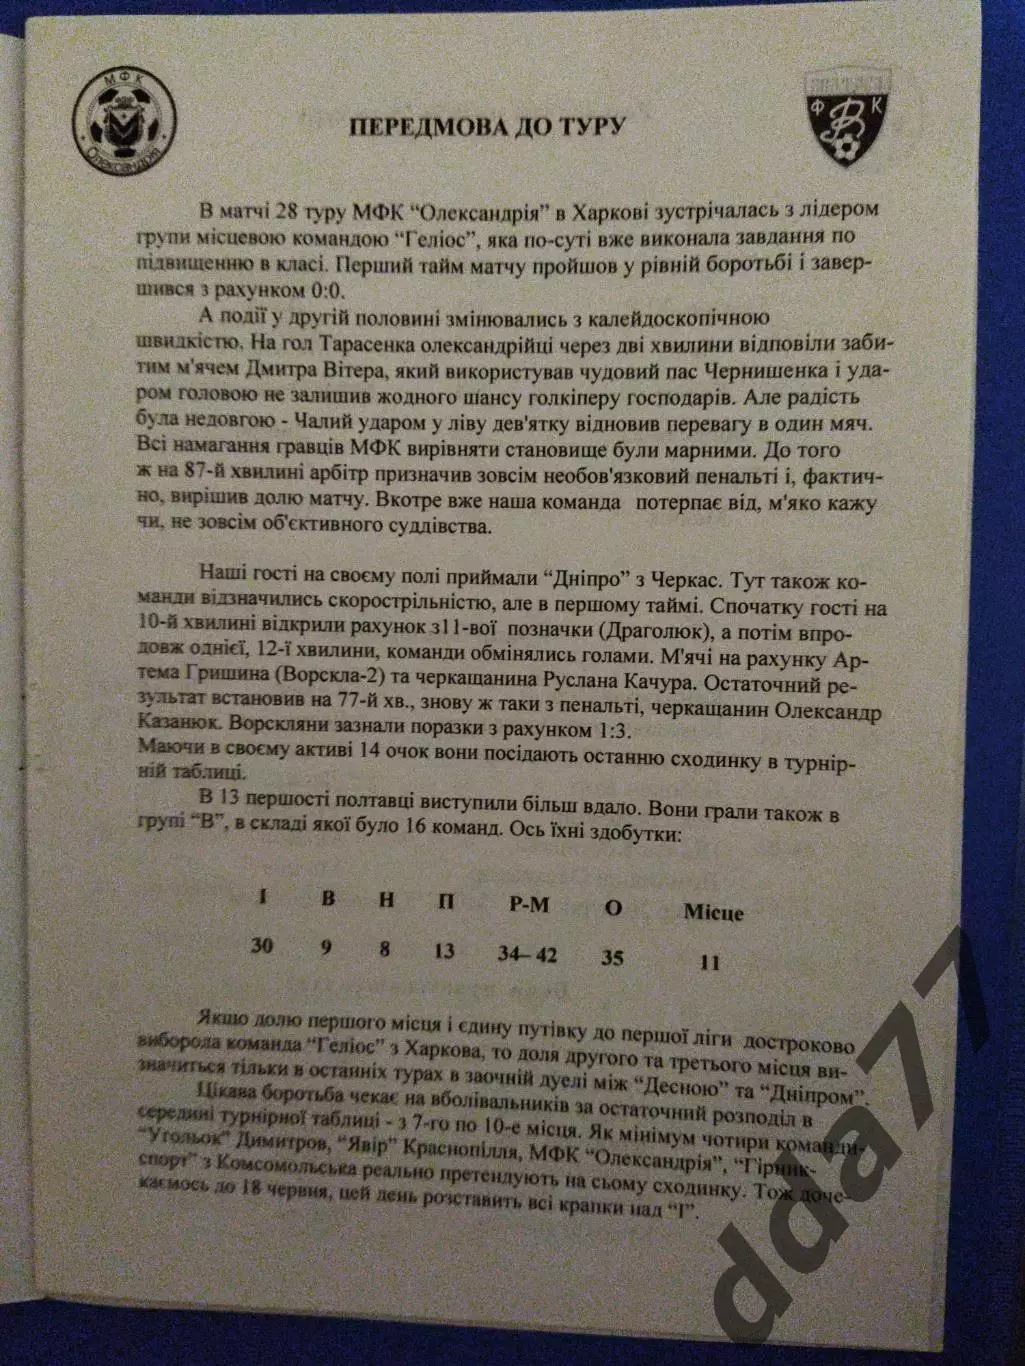 МФК
Олександрія
ФК
ПЕРЕДМОВА ДО ТУРУ
В матчі 28 туру МФК “Олександрія” в Харкові зустрічалась з лідером
групи місцевою командою “Геліос”, яка по-суті вже виконала завдання по
підвищенню в класі. Перший тайм матчу пройшов у рівній боротьбі і завер-
шився з рахунком 0:0.
А події у другій половині змінювались з калейдоскопічною
швидкістю. На гол Тарасенка олександрійці через дві хвилини відповіли заби-
тим м'ячем Дмитра Вітера, який використував чудовий пас Чернишенка і уда-
ром головою не залишив жодного шансу голкіперу господарів. Але радість
була недовгою - Чалий ударом у ліву дев'ятку відновив перевагу в один мяч.
Всі намагання гравців МФК вирівняти становище були марними. До того
ж на 87-й хвилині арбітр призначив зовсім необов'язковий пенальті і, фактич-
но, вирішив долю матчу. Вкотре вже наша команда потерпає від, м'яко кажу
чи, не зовсім об'єктивного суддівства.
Наші гості на своєму полі приймали “Дніпро” з Черкас. Тут також ко-
манди відзначились скорострільністю, але в першому таймі. Спочатку гості на
10-й хвилині відкрили рахунок з11-вої позначки (Драголюк), а потім впро-
довж однієї, 12-ї хвилини, команди обмінялись голами. М'ячі на рахунку Ар-
тема Гришина (Ворскла-2) та черкащанина Руслана Качура. Остаточний ре-
зультат встановив на 77-й хв., знову ж таки з пенальті, черкащанин Олександр
Казанюк. Ворскляни зазнали поразки з рахунком 1:3.
Маючи в своєму активі 14 очок вони посідають останню сходинку в турнір-
ній таблиці.
В 13 першості полтавці виступили більш вдало. Вони грали також в
групі “В”, в складі якої було 16 команд. Ось їхні здобутки:
І В Н П Р-М О Місце
30 9 8 13 34–42 35 11
Якщо долю першого місця і єдину путівку до першої ліги достроково
виборола команда “Геліос” з Харкова, то доля другого та третього місця ви-
значиться тільки в останніх турах в заочній дуелі між “Десною” та “Дніпром”.
Цікава боротьба чекає на вболівальників за остаточний розподіл в
середині турнірної таблиці - з 7-го по 10-е місця. Як мінімум чотири команди-
“Угольок” Димитров, “Явір” Краснопілля, МФК “Олександрія”, “Гірник-
спорт” з Комсомольська реально претендують на сьому сходинку. Тож доче-
каємось до 18 червня, цей день розставить всі крапки над “І”.
dda77